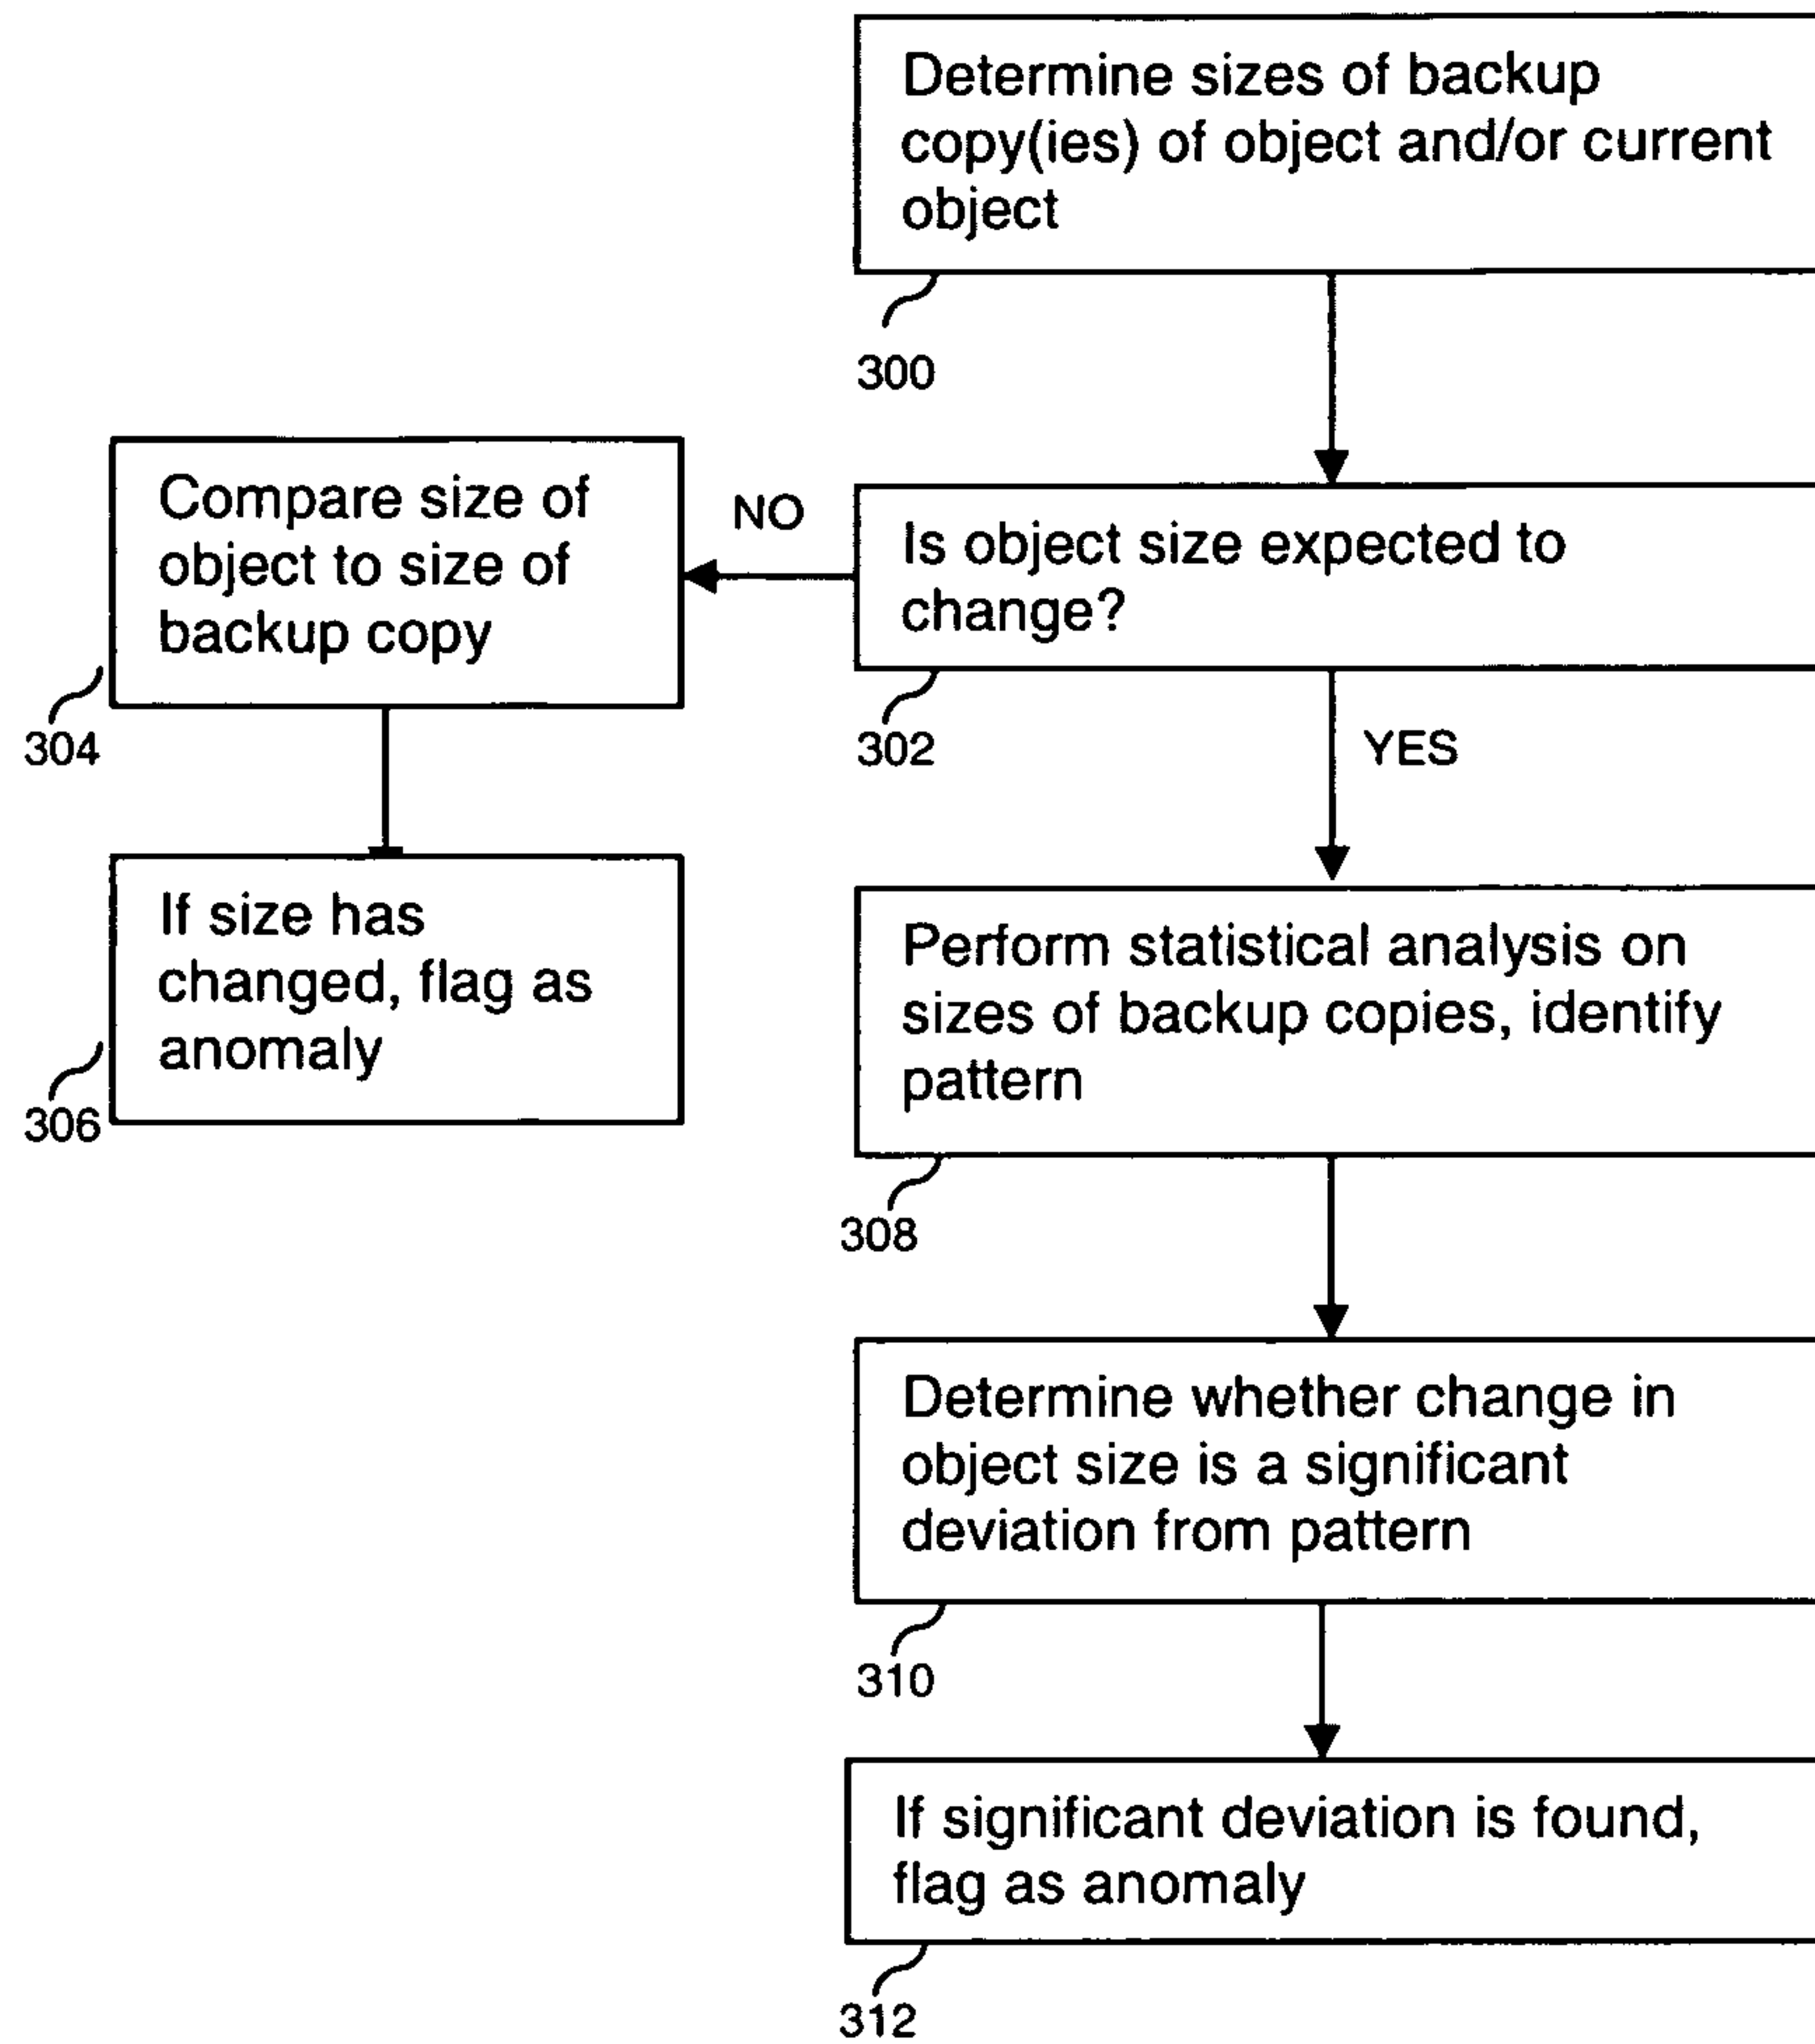 Determine sizes of backup
copy(ies) of object and/or current
object
300
Is object size expected to
change?
302
NO
Compare size of
object to size of
backup copy
304
If size has
changed, flag as
anomaly
306
YES
Perform statistical analysis on
sizes of backup copies, identify
pattern
308
Determine whether change in
object size is a significant
deviation from pattern
310
If significant deviation is found,
flag as anomaly
312